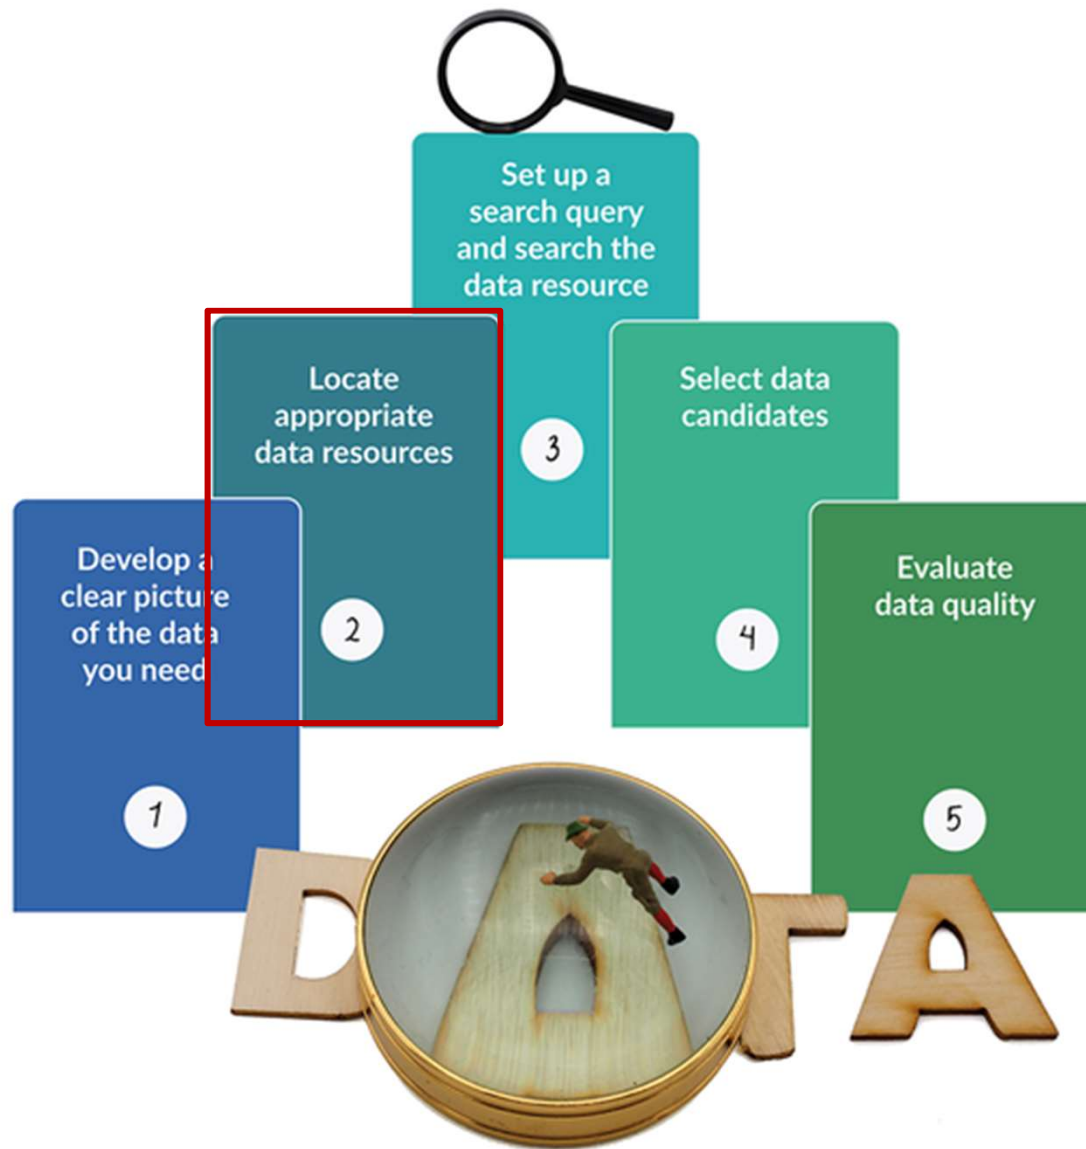 Set up a
search query
and search the
data resource
3
Locate
appropriate
data resources
2
Select data
candidates
4
Develop a
clear picture
of the data
you need
1
Evaluate
data quality
5
DATA